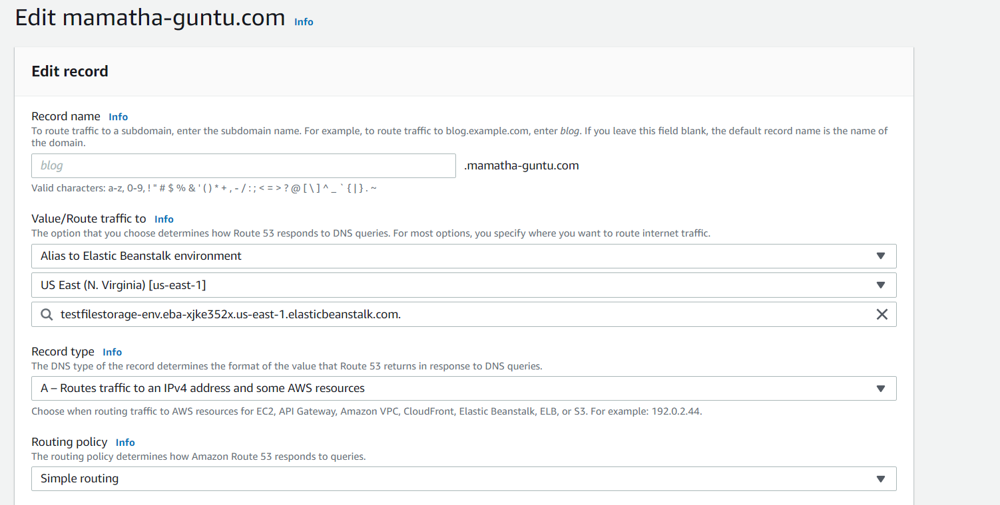 Edit mamatha-guntu.com Info
Edit record
Record name Info
To route traffic to a subdomain, enter the subdomain name. For example, to route traffic to blog.example.com, enter blog. If you leave this field blank, the default record name is the name of
the domain.
blog .mamatha-guntu.com
Valid characters: a-z, 0-9, ! " # $ % & ' ( ) * + , - / : ; < = > ? @ [ \ ] ^ _ ` { | } . ~
Value/Route traffic to Info
The option that you choose determines how Route 53 responds to DNS queries. For most options, you specify where you want to route internet traffic.
Alias to Elastic Beanstalk environment
US East (N. Virginia) [us-east-1]
testfilestorage-env.eba-xjke352x.us-east-1.elasticbeanstalk.com.
Record type Info
The DNS type of the record determines the format of the value that Route 53 returns in response to DNS queries.
A – Routes traffic to an IPv4 address and some AWS resources
Choose when routing traffic to AWS resources for EC2, API Gateway, Amazon VPC, CloudFront, Elastic Beanstalk, ELB, or S3. For example: 192.0.2.44.
Routing policy Info
The routing policy determines how Amazon Route 53 responds to queries.
Simple routing